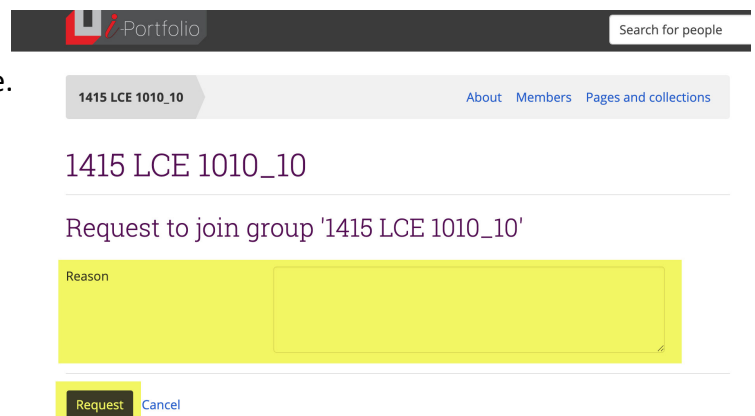 i-Portfolio
Search for people
e.
1415 LCE 1010_10
About Members Pages and collections
1415 LCE 1010_10
Request to join group '1415 LCE 1010_10'
Reason
Request Cancel